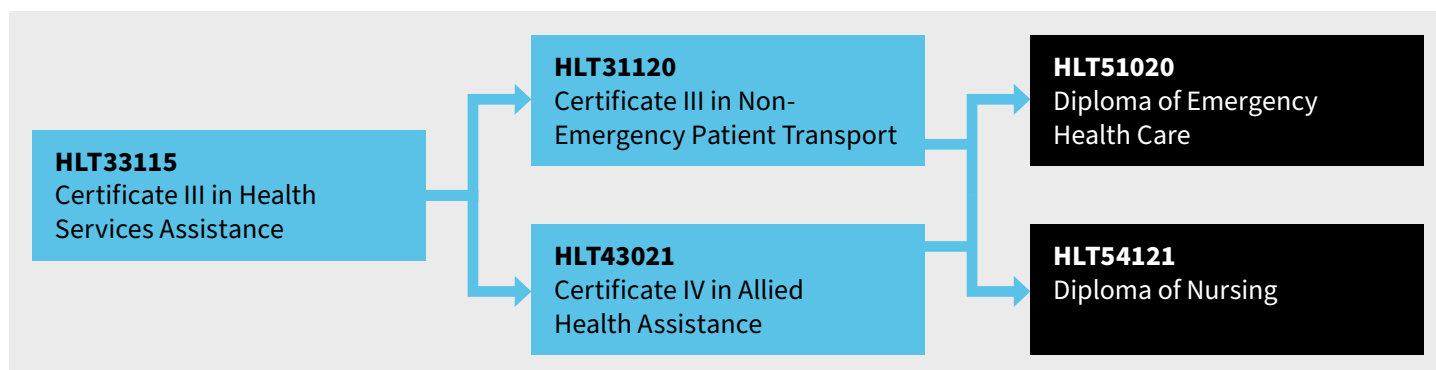 HLT33115
Certificate III in Health
Services Assistance
HLT31120
Certificate III in Non-
Emergency Patient Transport
HLT43021
Certificate IV in Allied
Health Assistance
HLT51020
Diploma of Emergency
Health Care
HLT54121
Diploma of Nursing